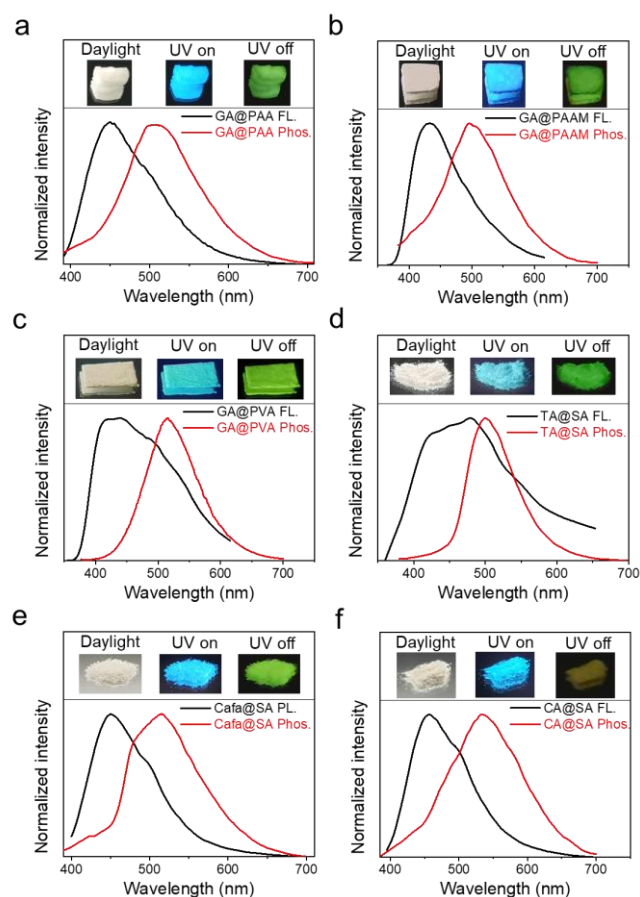 a
Daylight UV on UV off
GA@PAA FL.
GA@PAA Phos.
Normalized intensity
400 500 600 700
Wavelength (nm)
b
Daylight UV on UV off
GA@PAAM FL.
GA@PAAM Phos.
Normalized intensity
400 500 600 700
Wavelength (nm)
c
Daylight UV on UV off
GA@PVA FL.
GA@PVA Phos.
Normalized intensity
400 500 600 700
Wavelength (nm)
d
Daylight UV on UV off
TA@SA FL.
TA@SA Phos.
Normalized intensity
400 500 600 700
Wavelength (nm)
e
Daylight UV on UV off
Cafa@SA PL.
Cafa@SA Phos.
Normalized intensity
400 500 600 700
Wavelength (nm)
f
Daylight UV on UV off
CA@SA FL.
CA@SA Phos.
Normalized intensity
400 500 600 700
Wavelength (nm)